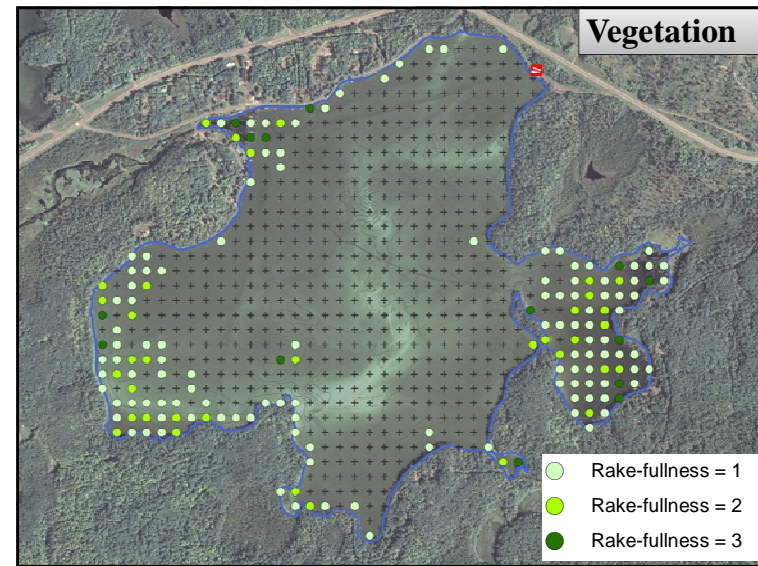 Vegetation
Rake-fullness = 1
Rake-fullness = 2
Rake-fullness = 3